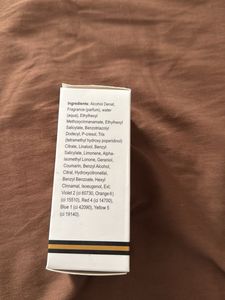 Ingredients: Alcohol Denat,
Fragrance (parfum), water
(aqua), Ethylhexyl
Methoxycinnamate, Ethylhexyl
Salicylate, Benzotriazolyl
Dodecyl, P-cresol, Tris
(tetramethyl hydroxy piperidinol)
Citrate, Linalool, Benzyl
Salicylate, Limonene, Alpha-
isomethyl Linone, Geraniol,
Coumarin, Benzyl Alcohol,
Citral, Hydroxycitronellal,
Benzyl Benzoate, Hexyl
Cinnamal, Isoeugenol, Ext.
Violet 2 (ci 60730, Orange 4)
(ci 15510), Red 4 (ci 14700),
Blue 1 (ci 42090), Yellow 5
(ci 19140).